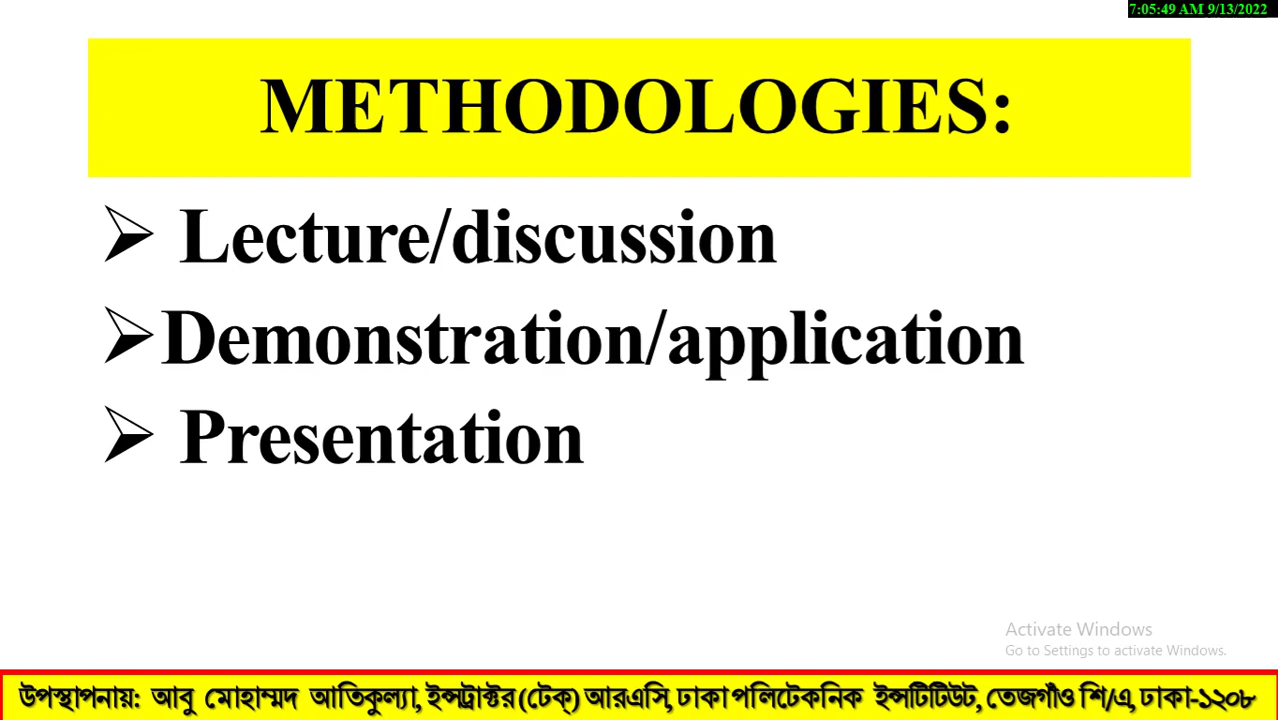 7:05:49 AM 9/13/2022
METHODOLOGIES:
Lecture/discussion
Demonstration/application
Presentation
Activate Windows
Go to Settings to activate Windows.
উপস্থাপনায়: আবু মোহাম্মদ আতিকুল্যা, ইন্সট্রাক্টর (টেক্) আরএসি, ঢাকা পলিটেকনিক ইন্সটিটিউট, তেজগাঁও শি/এ, ঢাকা-১২০৮